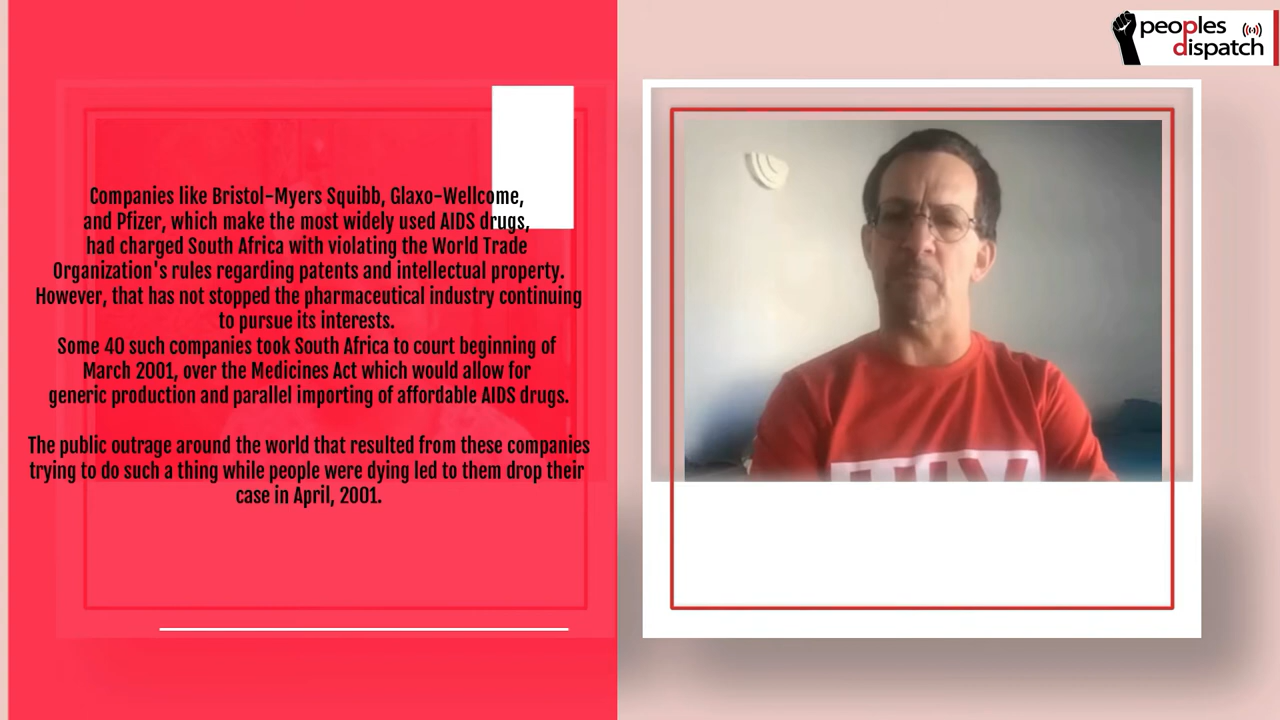 peoples
dispatch
Companies like Bristol-Myers Squibb, Glaxo-Wellcome,
and Pfizer, which make the most widely used AIDS drugs,
had charged South Africa with violating the World Trade
Organization's rules regarding patents and intellectual property.
However, that has not stopped the pharmaceutical industry continuing
to pursue its interests.
Some 40 such companies took South Africa to court beginning of
March 2001, over the Medicines Act which would allow for
generic production and parallel importing of affordable AIDS drugs.
The public outrage around the world that resulted from these companies
trying to do such a thing while people were dying led to them drop their
case in April, 2001.